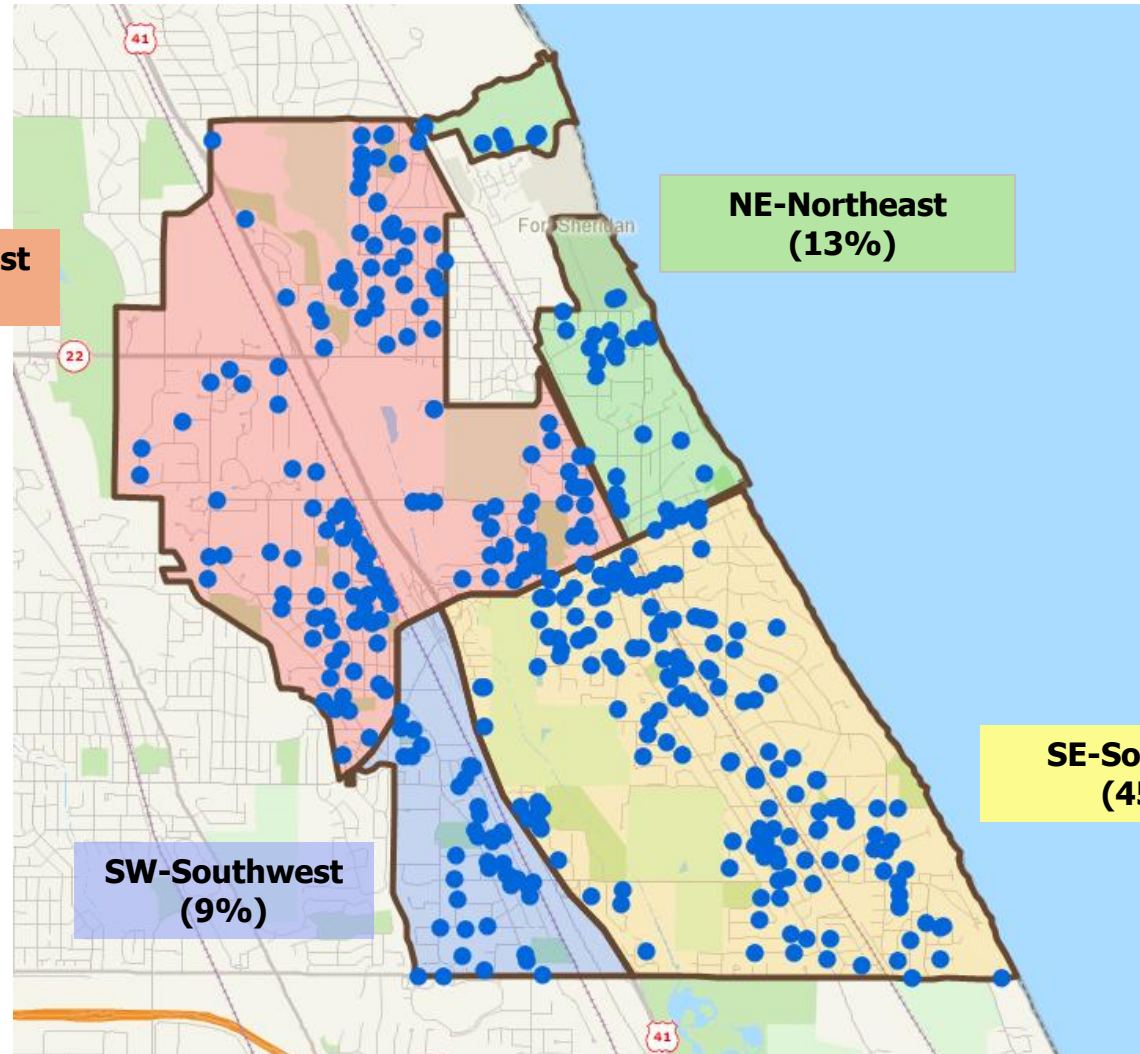 41
NE-Northeast
(13%)
Fort Sheridan
st
22
SE-So
(45
SW-Southwest
(9%)
41